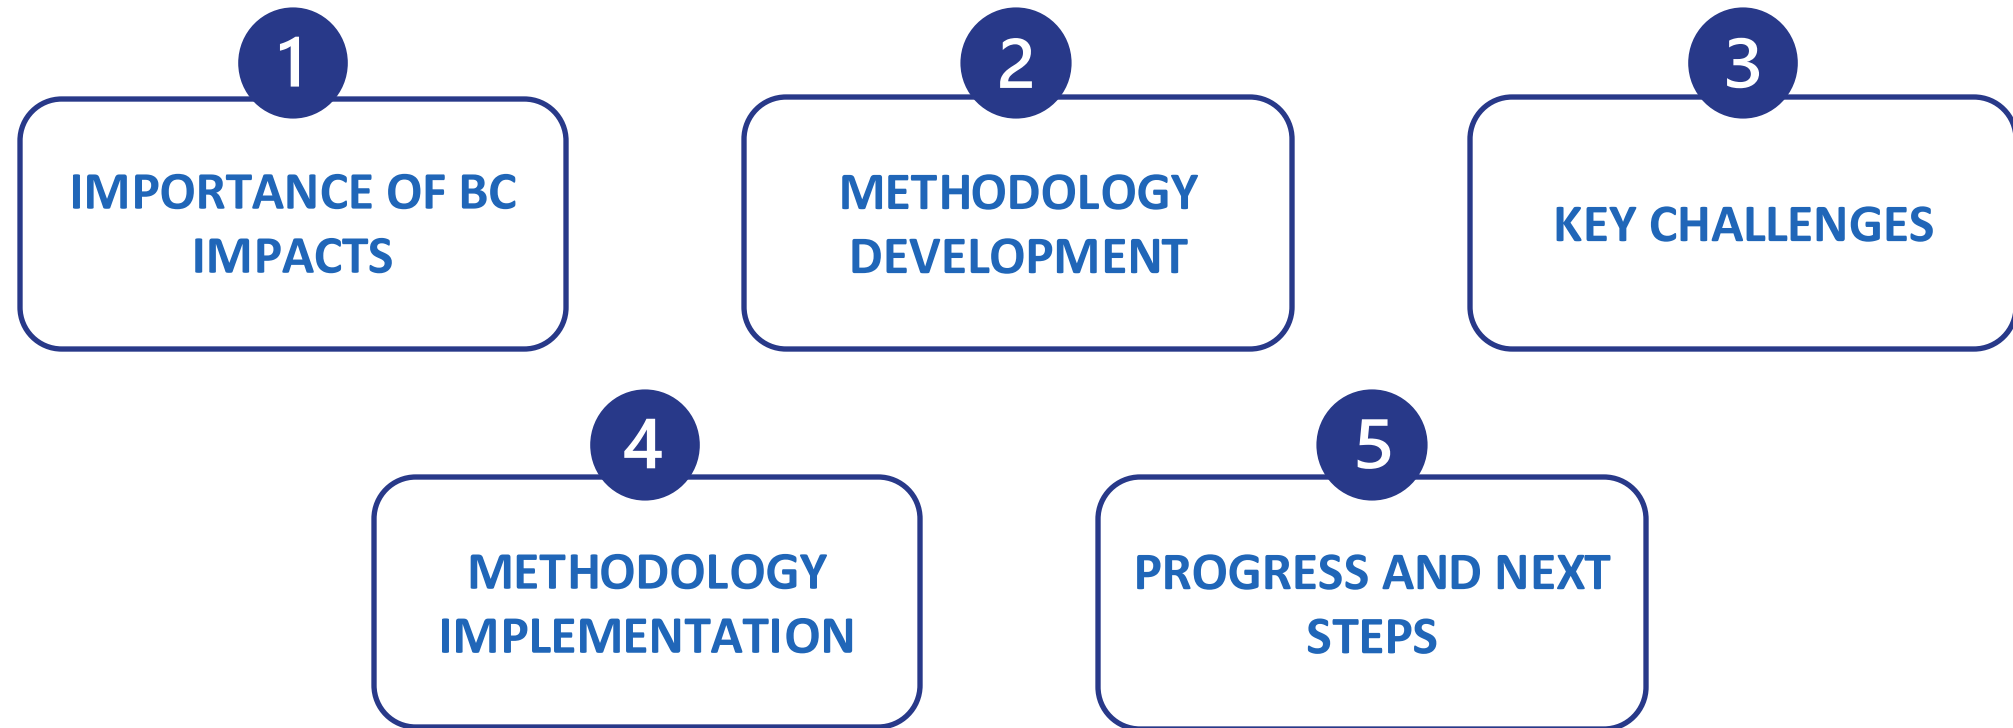 1
IMPORTANCE OF BC
IMPACTS
2
METHODOLOGY
DEVELOPMENT
3
KEY CHALLENGES
4
METHODOLOGY
IMPLEMENTATION
5
PROGRESS AND NEXT
STEPS